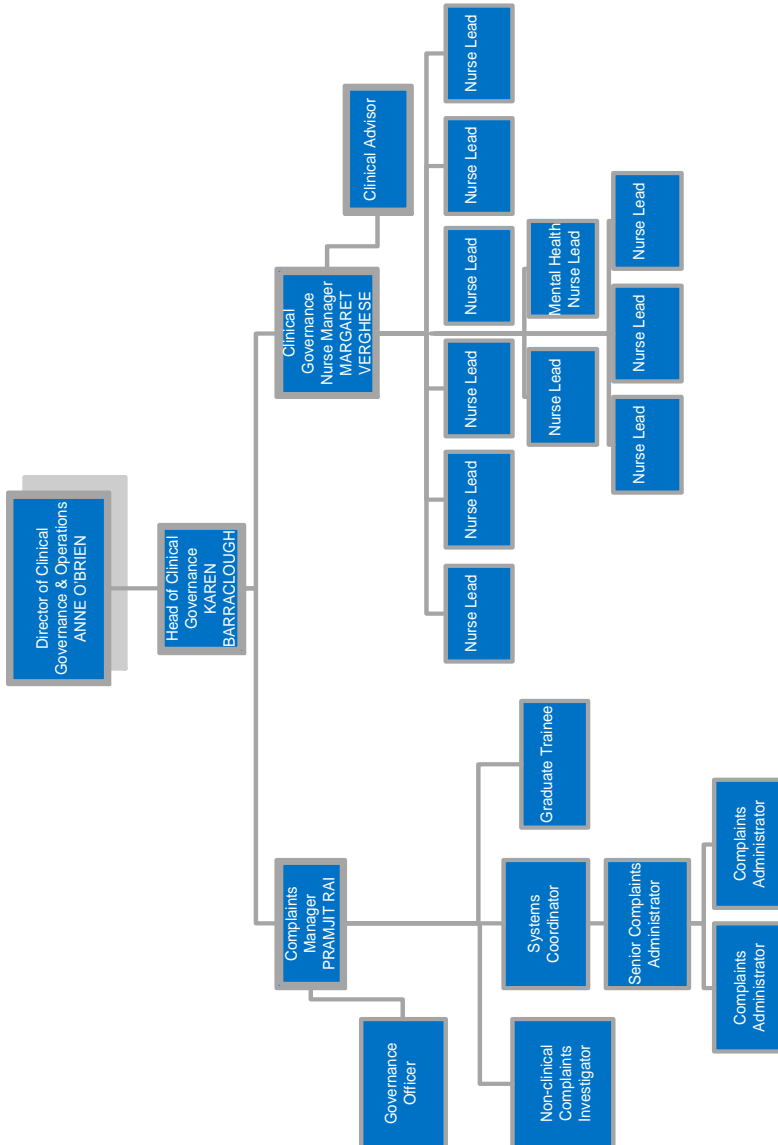 Director of Clinical
Governance & Operations
ANNE O'BRIEN
Head of Clinical
Governance
KAREN
BARRACLOUGH
Complaints
Manager
PRAMJIT RAI
Clinical
Governance
Nurse Manager
MARGARET
VERGHESE
Governance
Officer
Clinical Advisor
Non-clinical
Complaints
Investigator
Systems
Coordinator
Graduate Trainee
Senior Complaints
Administrator
Complaints
Administrator
Complaints
Administrator
Nurse Lead
Nurse Lead
Nurse Lead
Nurse Lead
Nurse Lead
Nurse Lead
Nurse Lead
Mental Health
Nurse Lead
Nurse Lead
Nurse Lead
Nurse Lead